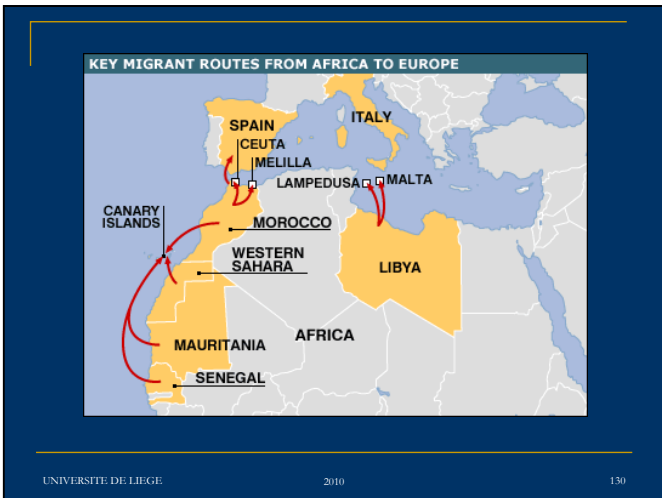 KEY MIGRANT ROUTES FROM AFRICA TO EUROPE
ITALY
SPAIN
CEUTA
MELILLA
LAMPEDUSA
MALTA
CANARY
ISLANDS
MOROCCO
WESTERN
SAHARA
LIBYA
AFRICA
MAURITANIA
SENEGAL
UNIVERSITE DE LIEGE
2010
130